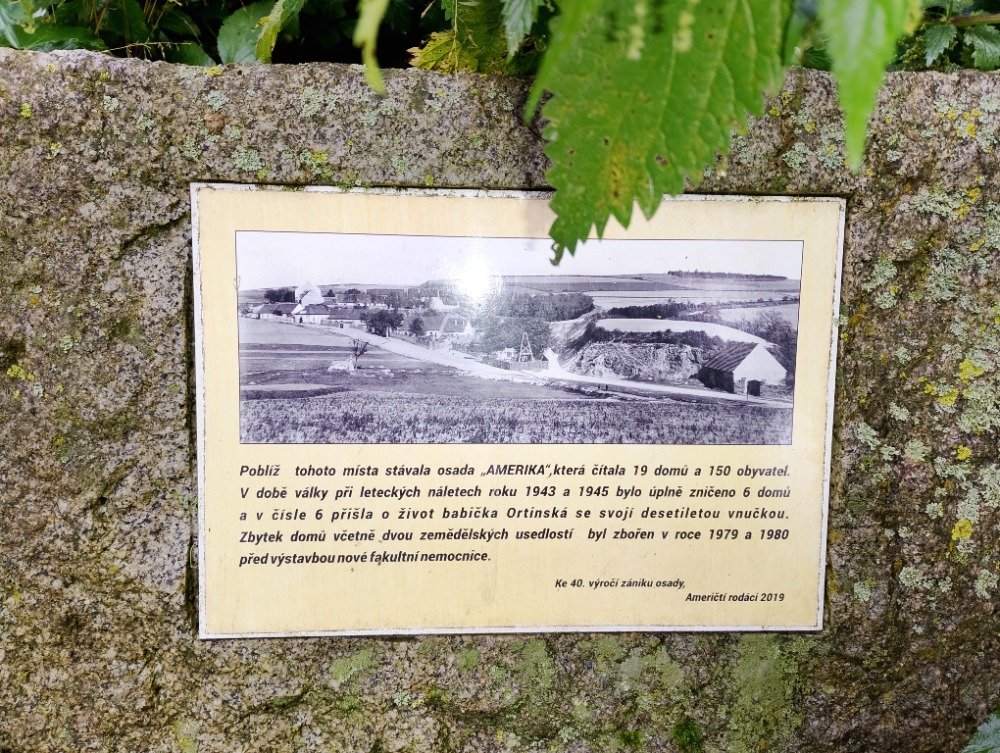 Poblíž tohoto místa stávala osada „AMERIKA“,která čítala 19 domů a 150 obyvatel.
V době války při leteckých náletech roku 1943 a 1945 bylo úplně zničeno 6 domů
a v čísle 6 přišla o život babička Ortinská se svojí desetiletou vnučkou.
Zbytek domů včetně dvou zemědělských usedlostí byl zbořen v roce 1979 a 1980
před výstavbou nové fakultní nemocnice.
Ke 40. výročí zániku osady,
Američtí rodáci 2019